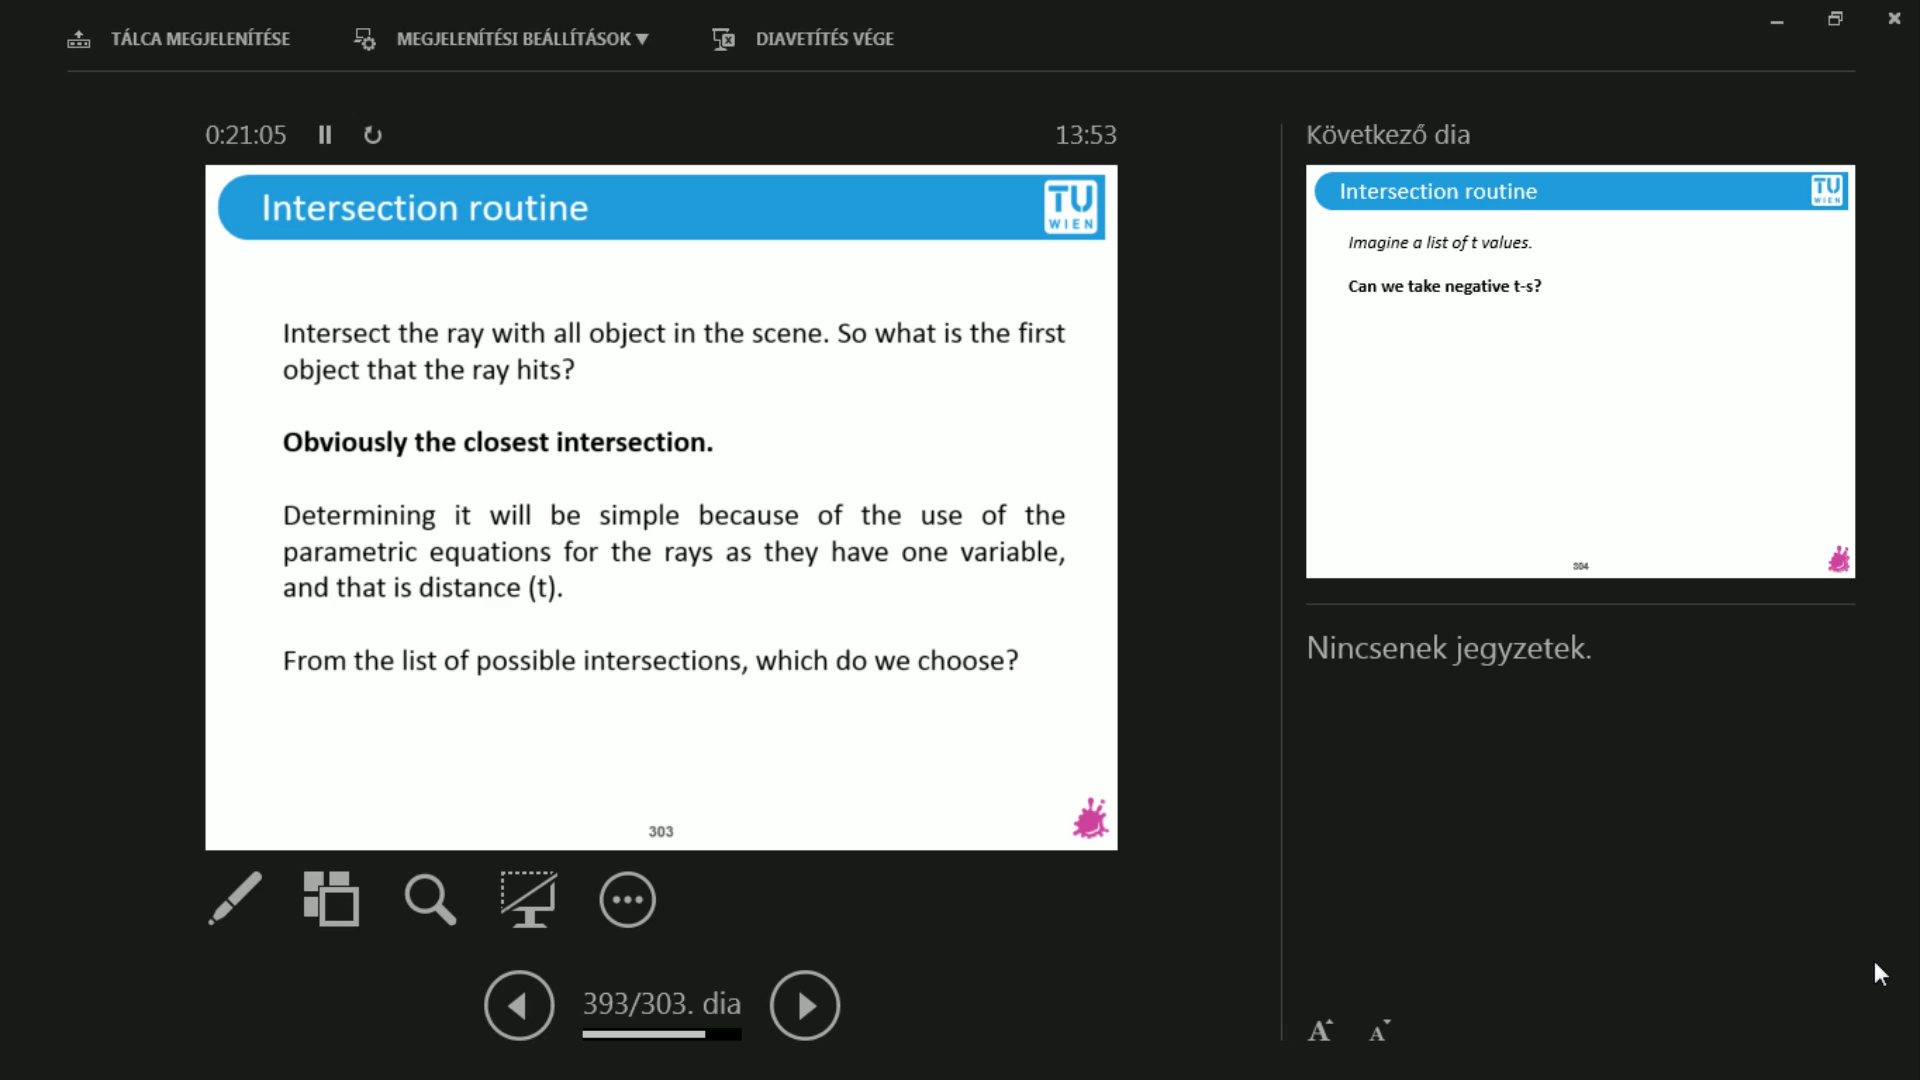 TÁLCA MEGJELENÍTÉSE
MEGJELENÍTÉSI BEÁLLÍTÁSOK
DIAVETÍTÉS VÉGE
0:21:05
13:53
Intersection routine
TU
WIEN
Intersect the ray with all object in the scene. So what is the first
object that the ray hits?
Obviously the closest intersection.
Determining it will be simple because of the use of the
parametric equations for the rays as they have one variable,
and that is distance (t).
From the list of possible intersections, which do we choose?
303
393/303. dia
Következő dia
Intersection routine
TU
WIEN
Imagine a list of t values.
Can we take negative t-s?
304
Nincsenek jegyzetek.
A A